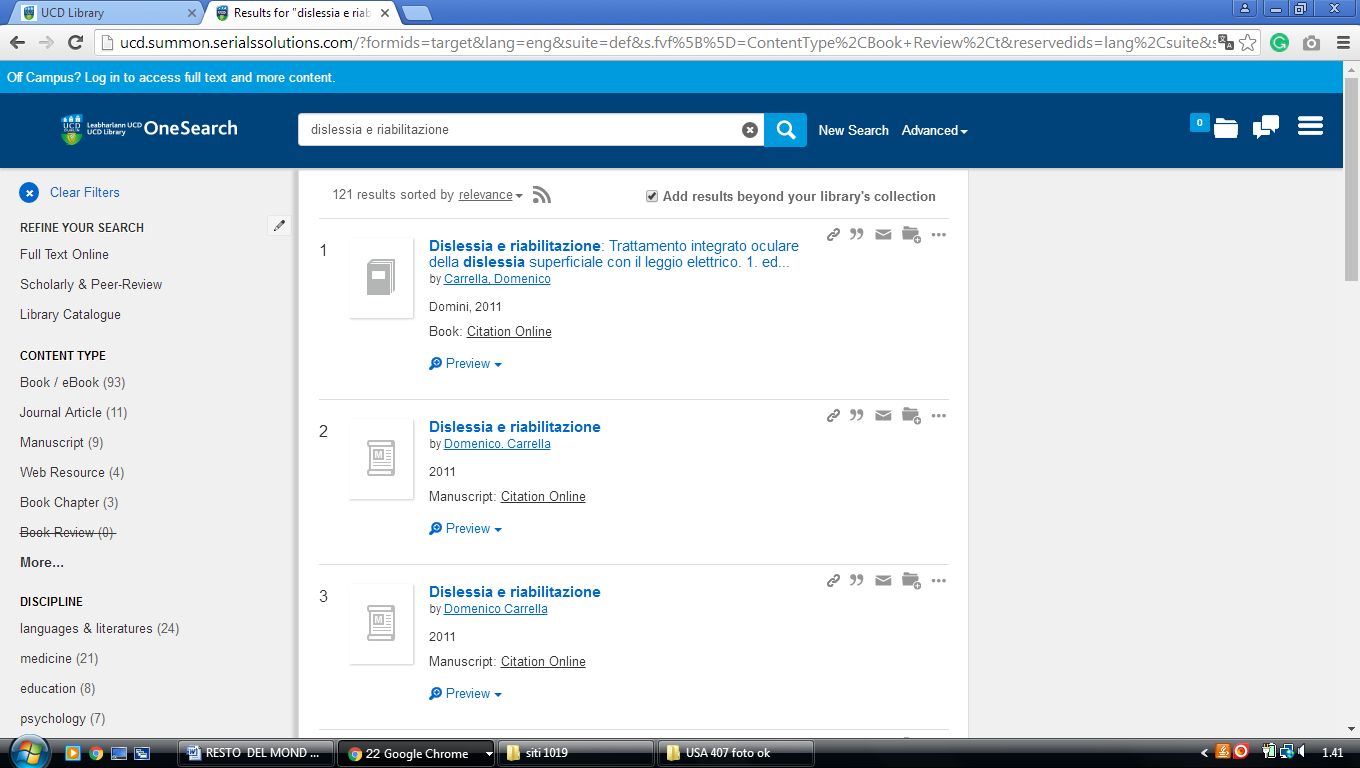 UCD Library
Results for "dislessia e riab
ucd.summon.serialssolutions.com/?formids=target&lang=eng&suite=def&s.fvf%5B%5D=ContentType%2CBook+Review%2Ct&reservedids=lang%2Csuite&s
Off Campus? Log in to access full text and more content.
Leabharlann UCD
UCD Library
OneSearch
dislessia e riabilitazione
New Search
Advanced
0
Clear Filters
REFINE YOUR SEARCH
Full Text Online
Scholarly & Peer-Review
Library Catalogue
CONTENT TYPE
Book / eBook (93)
Journal Article (11)
Manuscript (9)
Web Resource (4)
Book Chapter (3)
Book Review (0)
More...
DISCIPLINE
languages & literatures (24)
medicine (21)
education (8)
psychology (7)
121 results sorted by relevance
Add results beyond your library's collection
1
Dislessia e riabilitazione: Trattamento integrato oculare
della dislessia superficiale con il leggio elettrico. 1. ed...
by Carrella, Domenico
Domini, 2011
Book: Citation Online
Preview
2
Dislessia e riabilitazione
by Domenico. Carrella
2011
Manuscript: Citation Online
Preview
3
Dislessia e riabilitazione
by Domenico Carrella
2011
Manuscript: Citation Online
Preview
RESTO DEL MOND ...
22 Google Chrome
siti 1019
USA 407 foto ok
1.41